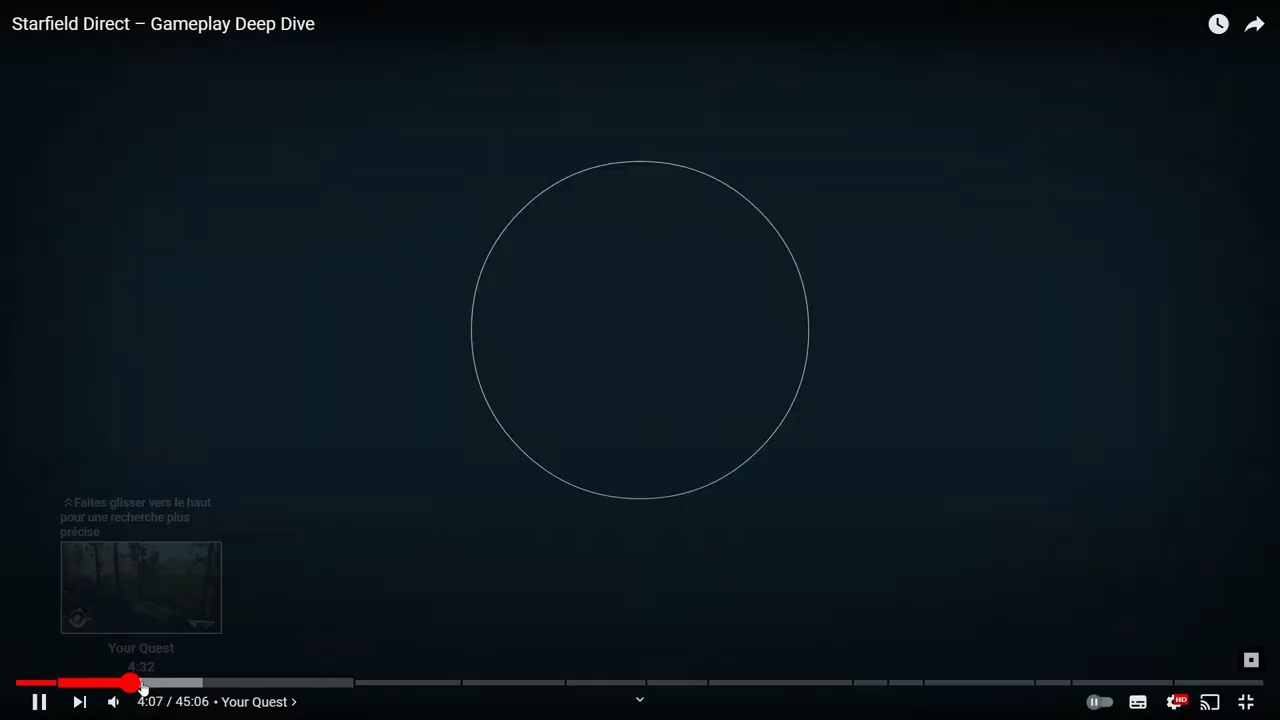 Starfield Direct – Gameplay Deep Dive
Faites glisser vers le haut
pour une recherche plus
précise
Your Quest
4:32
4:07 / 45:06 • Your Quest ›
HD